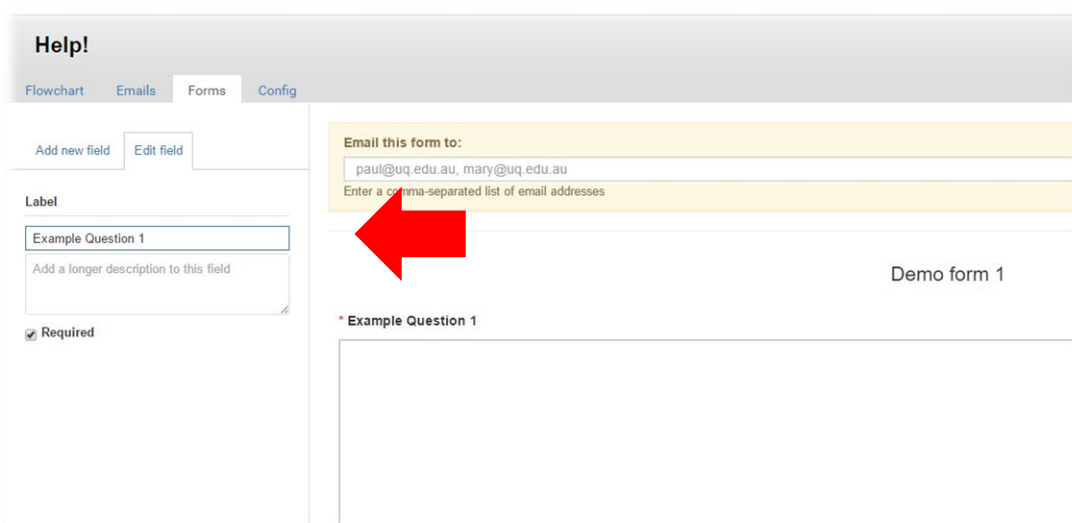 Help!
Flowchart Emails Forms Config
Add new field Edit field
Label
Example Question 1
Add a longer description to this field
Required
Email this form to:
paul@uq.edu.au, mary@uq.edu.au
Enter a comma-separated list of email addresses
Demo form 1
* Example Question 1